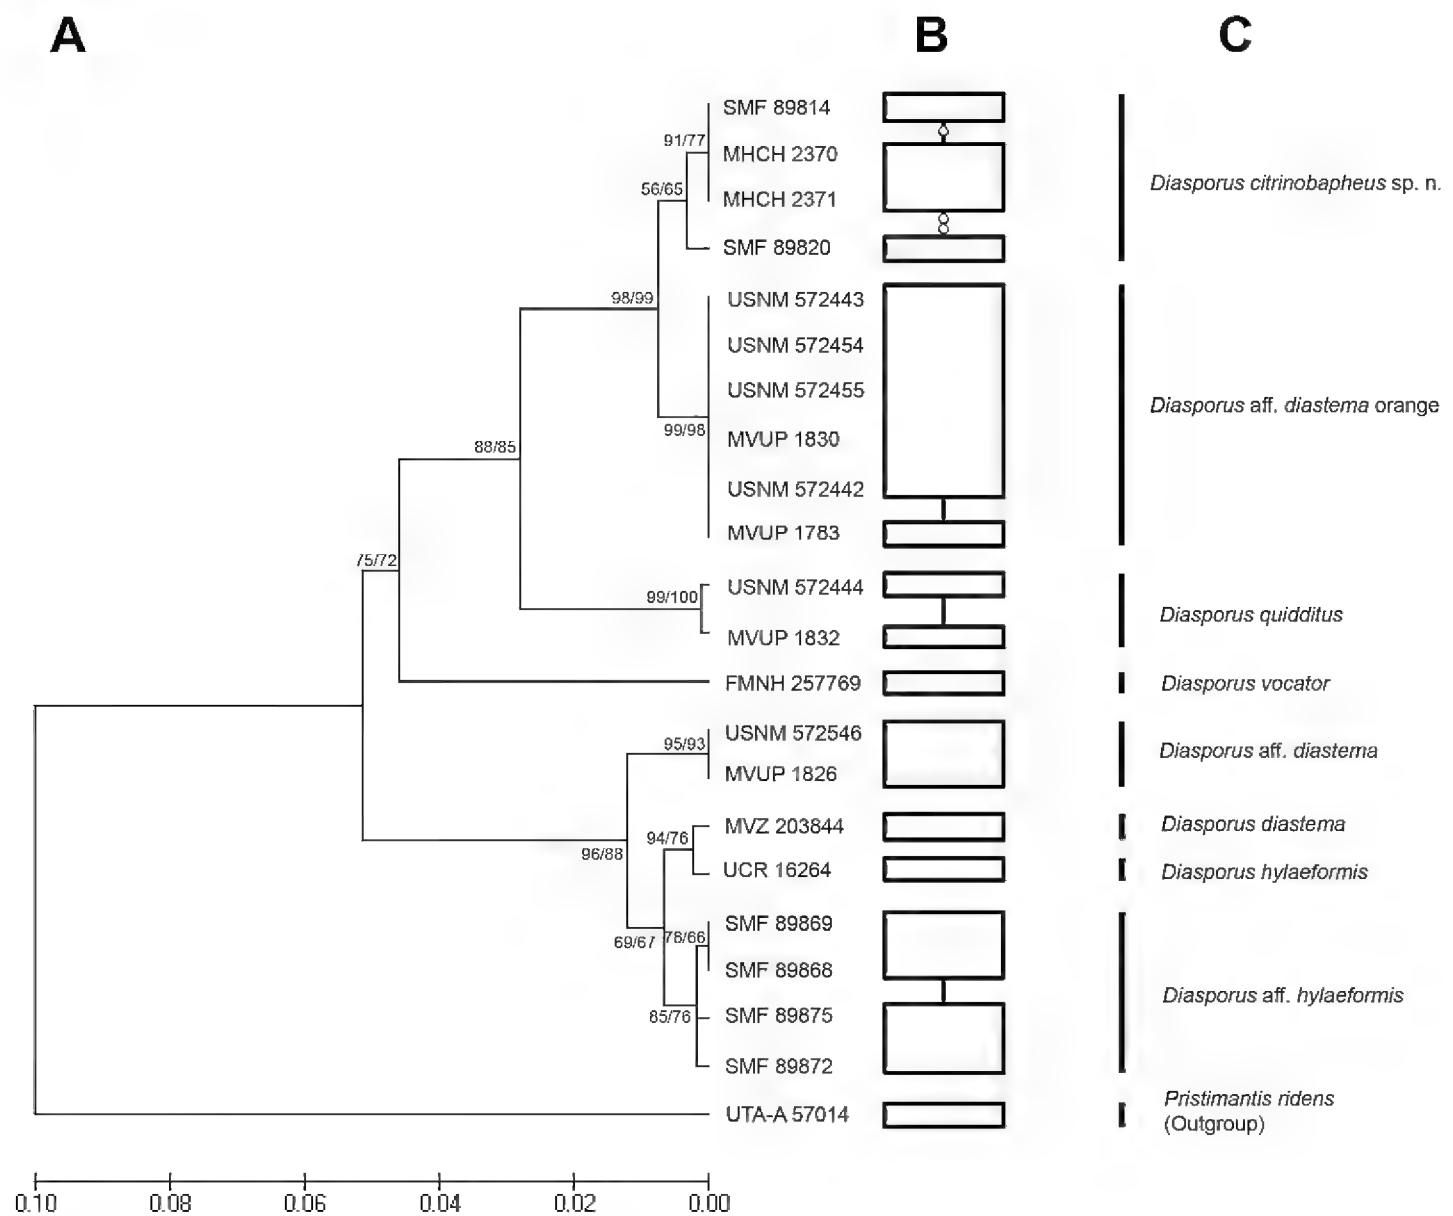 A B C
SMF 89814
91/77
MHCH 2370
Diasporus citrinobapheus sp. n.
56/65
MHCH 2371
SMF 89820
98/99
USNM 572443
USNM 572454
USNM 572455
Diasporus aff. diastema orange
99/98
MVUP 1830
88/85
USNM 572442
MVUP 1783
75/72
USNM 572444
99/100
Diasporus quidditus
MVUP 1832
FMNH 257769
Diasporus vocator
USNM 572546
95/93
Diasporus aff. diastema
MVUP 1826
MVZ 203844
Diasporus diastema
94/76
96/88
UCR 16264
Diasporus hylaeformis
SMF 89869
69/67
78/66
SMF 89868
Diasporus aff. hylaeformis
85/76
SMF 89875
SMF 89872
Pristimantis ridens
UTA-A 57014
(Outgroup)
0.10 0.08 0.06 0.04 0.02 0.00